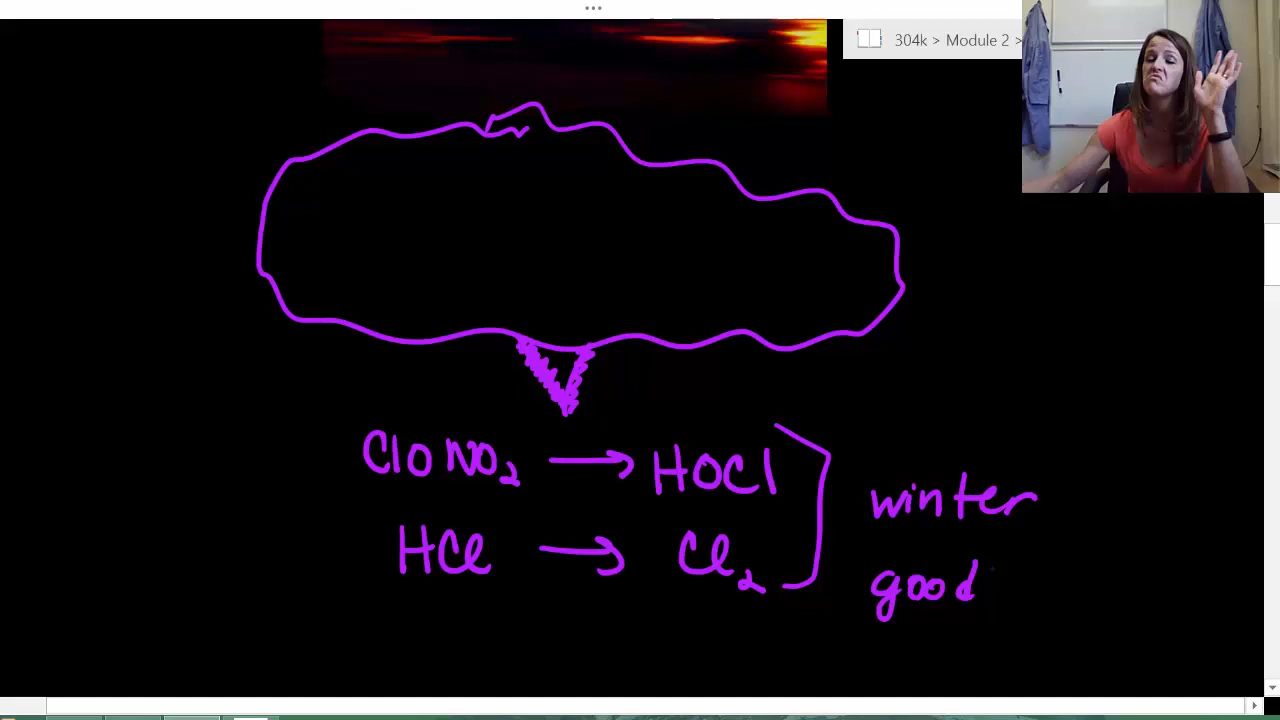 304k > Module 2 >
ClONO₂ → HOCl
HCl → Cl₂
winter
good